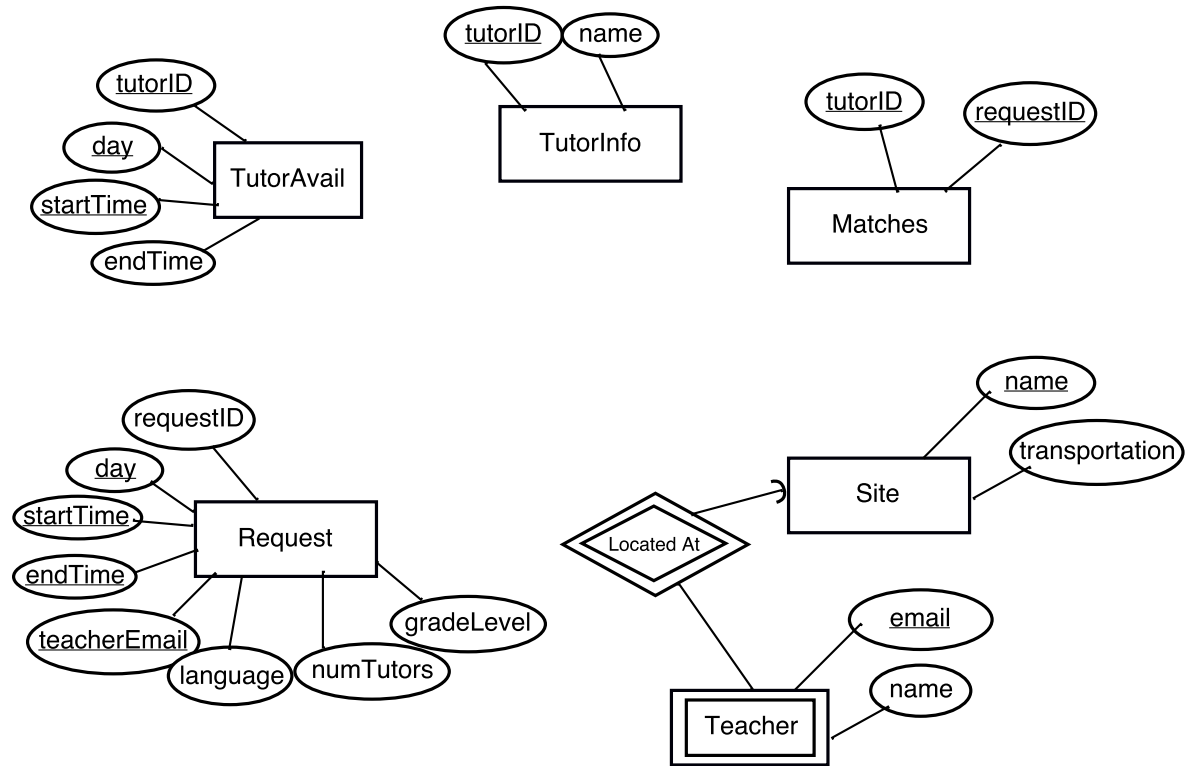 tutorID
name
TutorInfo
tutorID
day
startTime
endTime
TutorAvail
tutorID
requestID
Matches
requestID
day
startTime
endTime
teacherEmail
language
numTutors
gradeLevel
Request
name
transportation
Site
Located At
email
name
Teacher